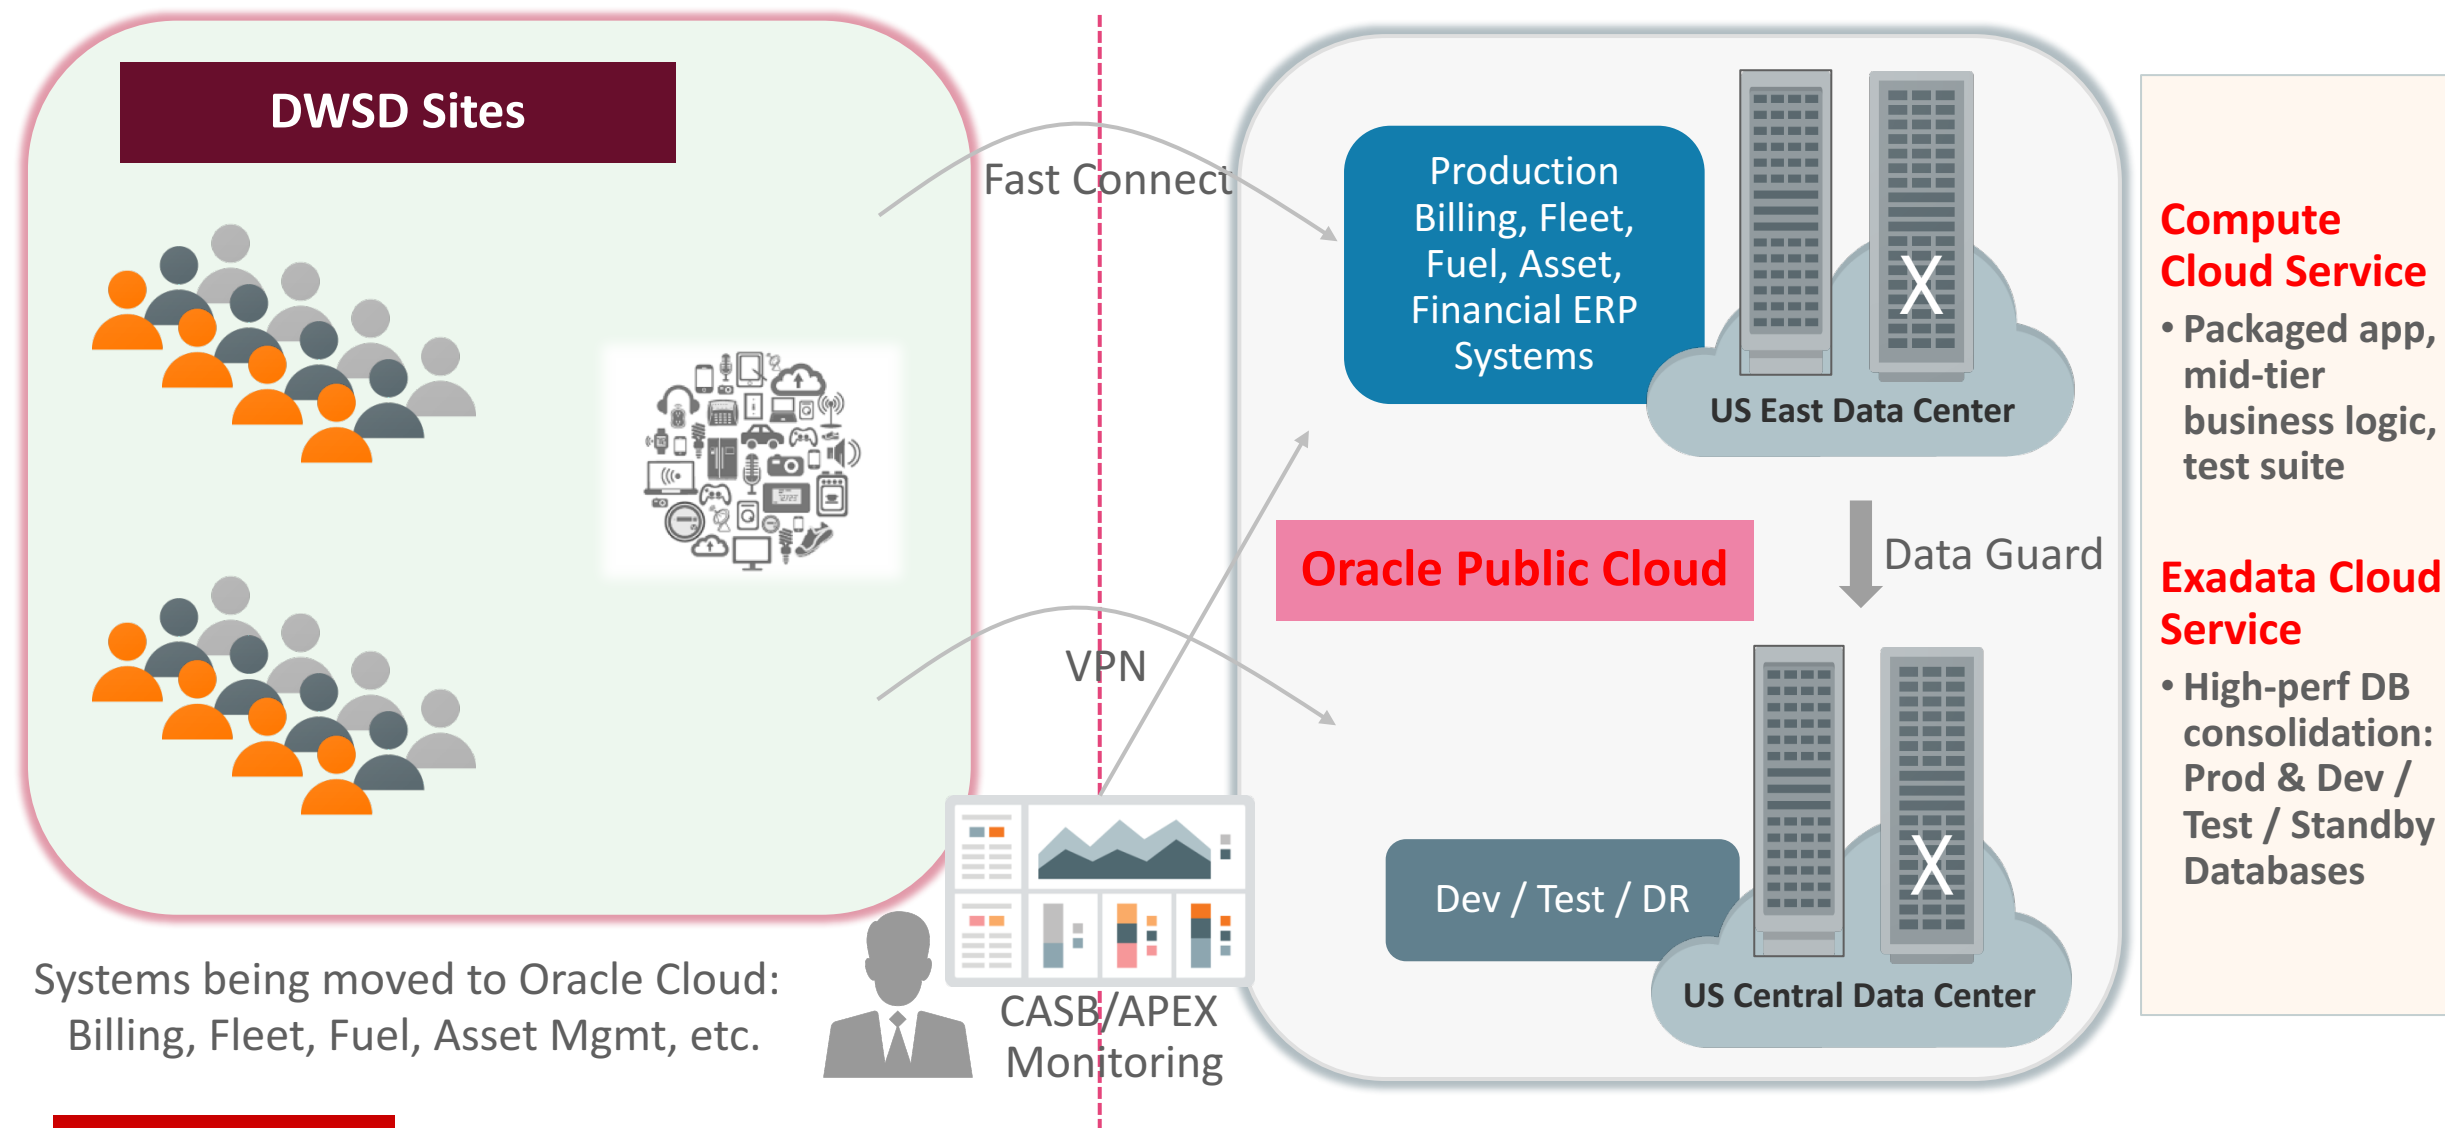 DWSD Sites
Fast Connect
Production
Billing, Fleet,
Fuel, Asset,
Financial ERP
Systems
X
US East Data Center
Oracle Public Cloud
Data Guard
VPN
Dev / Test / DR
X
US Central Data Center
CASB/APEX
Monitoring
Systems being moved to Oracle Cloud:
Billing, Fleet, Fuel, Asset Mgmt, etc.
Compute
Cloud Service
• Packaged app,
mid-tier
business logic,
test suite
Exadata Cloud
Service
• High-perf DB
consolidation:
Prod & Dev /
Test / Standby
Databases